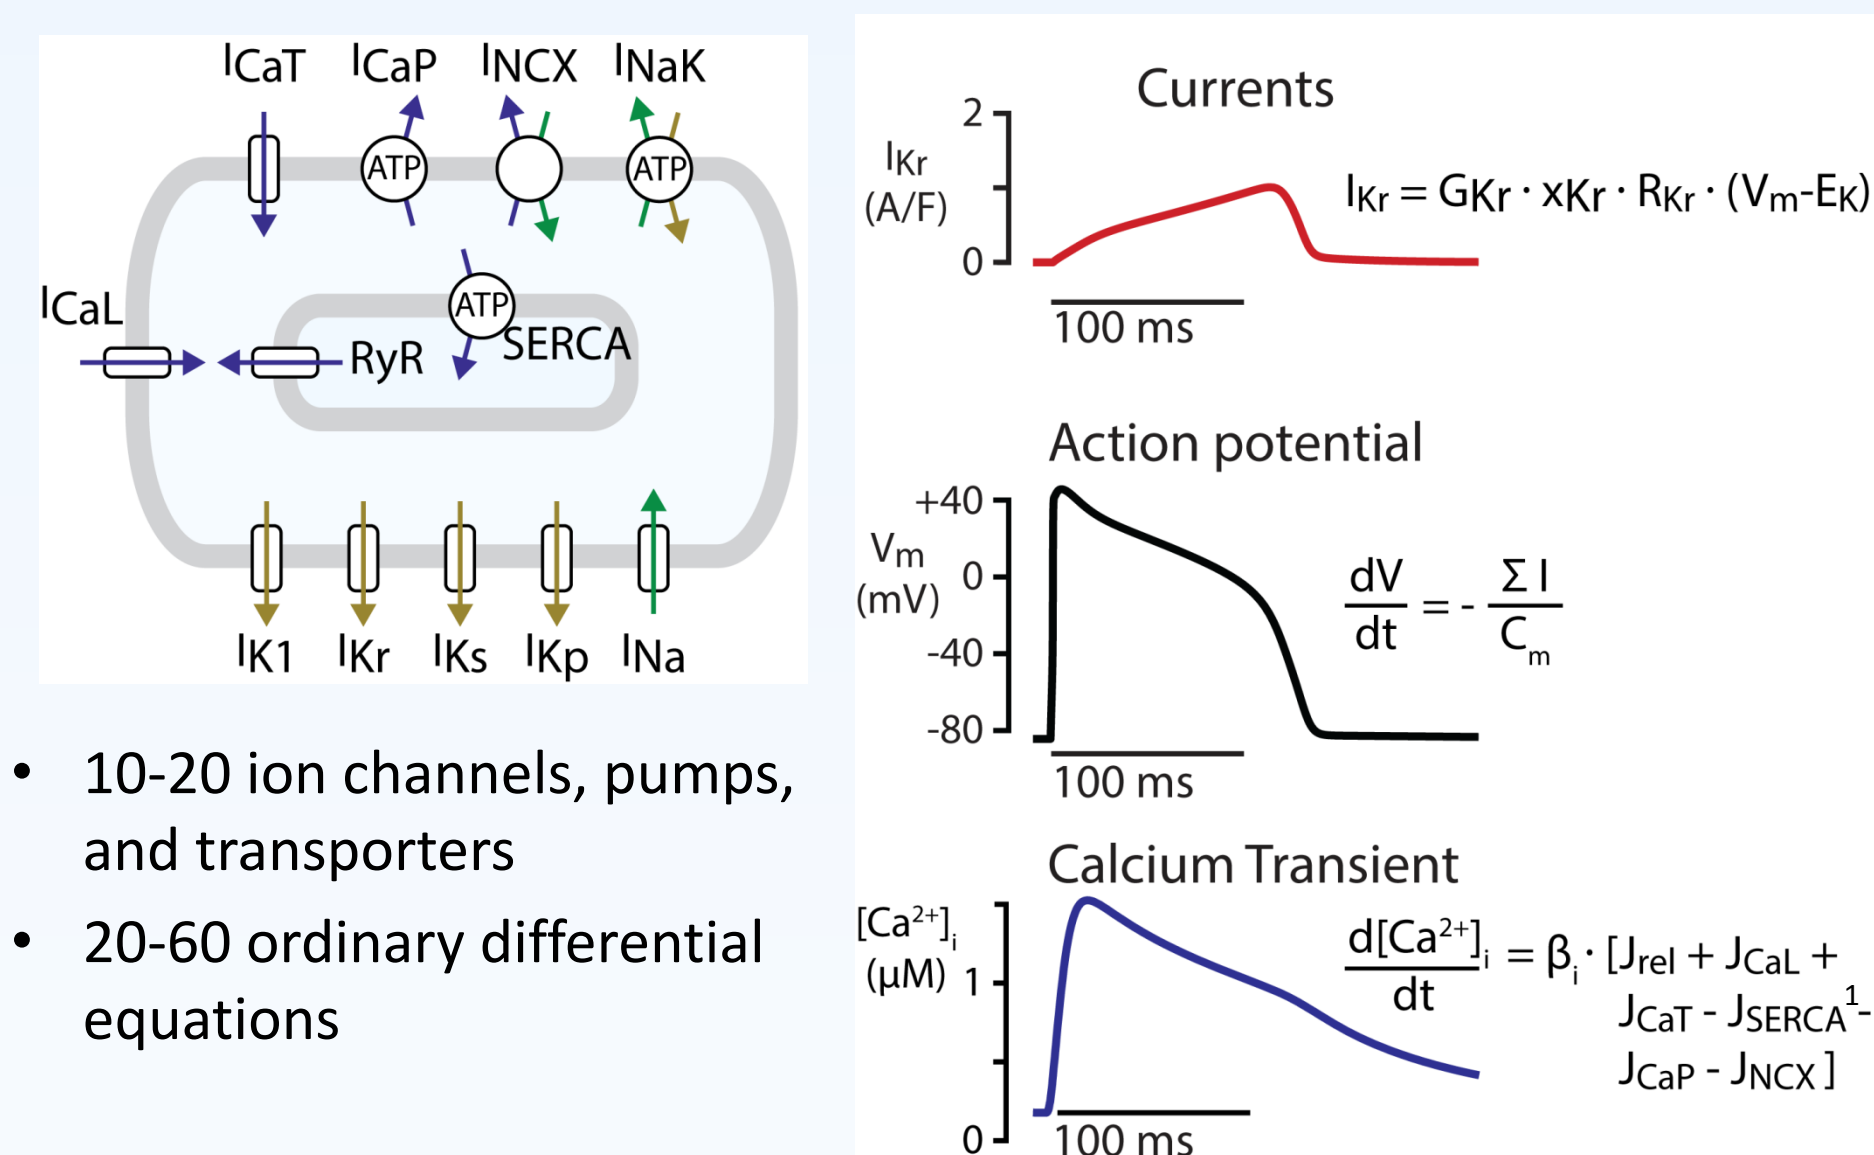 ICaT ICaP INCX INaK
ATP ATP
ICaL
ATP
SERCA
RyR
IK1 IKr IKs IKp INa
• 10-20 ion channels, pumps,
and transporters
• 20-60 ordinary differential
equations
Currents
2
IKr
(A/F)
0
IKr = GKr · xKr · RKr · (Vm-EK)
100 ms
Action potential
+40
Vm
(mV)
0
-40
-80
dV/dt = - Σ I/Cm
100 ms
Calcium Transient
[Ca²⁺]i
(μM) 1
0
d[Ca²⁺]i/dt = βi · [Jrel + JCaL +
JCaT - JSERCA¹-
JCaP - JNCX ]
100 ms